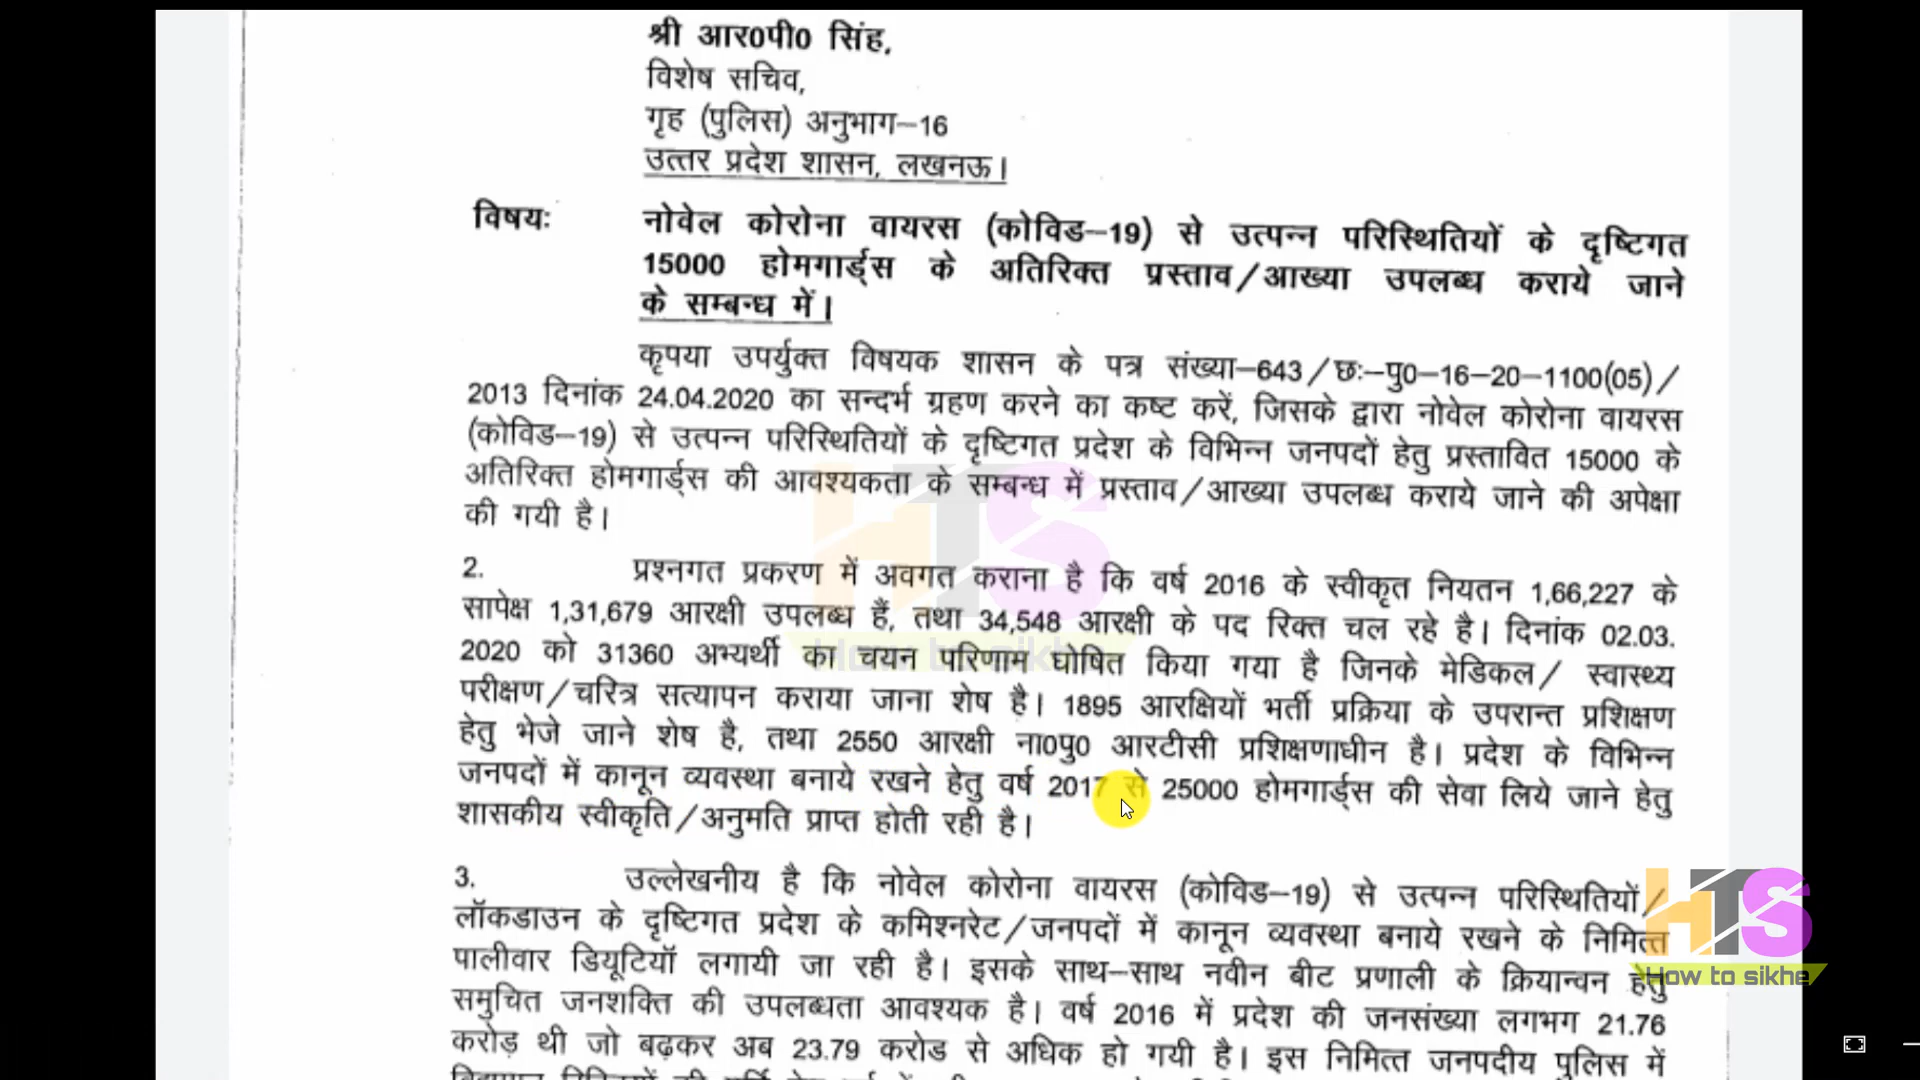 श्री आर0पी0 सिंह,
विशेष सचिव,
गृह (पुलिस) अनुभाग–16
उत्तर प्रदेश शासन, लखनऊ।
विषयः नोवेल कोरोना वायरस (कोविड–19) से उत्पन्न परिस्थितियों के दृष्टिगत
15000 होमगार्ड्स के अतिरिक्त प्रस्ताव/आख्या उपलब्ध कराये जाने
के सम्बन्ध में।
कृपया उपर्युक्त विषयक शासन के पत्र संख्या–643/छः–पु0–16–20–1100(05)/
2013 दिनांक 24.04.2020 का सन्दर्भ ग्रहण करने का कष्ट करें, जिसके द्वारा नोवेल कोरोना वायरस
(कोविड–19) से उत्पन्न परिस्थितियों के दृष्टिगत प्रदेश के विभिन्न जनपदों हेतु प्रस्तावित 15000 के
अतिरिक्त होमगार्ड्स की आवश्यकता के सम्बन्ध में प्रस्ताव/आख्या उपलब्ध कराये जाने की अपेक्षा
की गयी है।
2. प्रश्नगत प्रकरण में अवगत कराना है कि वर्ष 2016 के स्वीकृत नियतन 1,66,227 के
सापेक्ष 1,31,679 आरक्षी उपलब्ध हैं, तथा 34,548 आरक्षी के पद रिक्त चल रहे है। दिनांक 02.03.
2020 को 31360 अभ्यर्थी का चयन परिणाम घोषित किया गया है जिनके मेडिकल/ स्वास्थ्य
परीक्षण/चरित्र सत्यापन कराया जाना शेष है। 1895 आरक्षियों भर्ती प्रक्रिया के उपरान्त प्रशिक्षण
हेतु भेजे जाने शेष है, तथा 2550 आरक्षी ना0पु0 आरटीसी प्रशिक्षणाधीन है। प्रदेश के विभिन्न
जनपदों में कानून व्यवस्था बनाये रखने हेतु वर्ष 2017 से 25000 होमगार्ड्स की सेवा लिये जाने हेतु
शासकीय स्वीकृति/अनुमति प्राप्त होती रही है।
3. उल्लेखनीय है कि नोवेल कोरोना वायरस (कोविड–19) से उत्पन्न परिस्थितियों/
लॉकडाउन के दृष्टिगत प्रदेश के कमिश्नरेट/जनपदों में कानून व्यवस्था बनाये रखने के निमित्त
पालीवार डियूटियॉ लगायी जा रही है। इसके साथ–साथ नवीन बीट प्रणाली के क्रियान्वन हेतु
समुचित जनशक्ति की उपलब्धता आवश्यक है। वर्ष 2016 में प्रदेश की जनसंख्या लगभग 21.76
करोड़ थी जो बढ़कर अब 23.79 करोड से अधिक हो गयी है। इस निमित्त जनपदीय पुलिस में
HTS
How to sikhe
HTS
How to sikhe